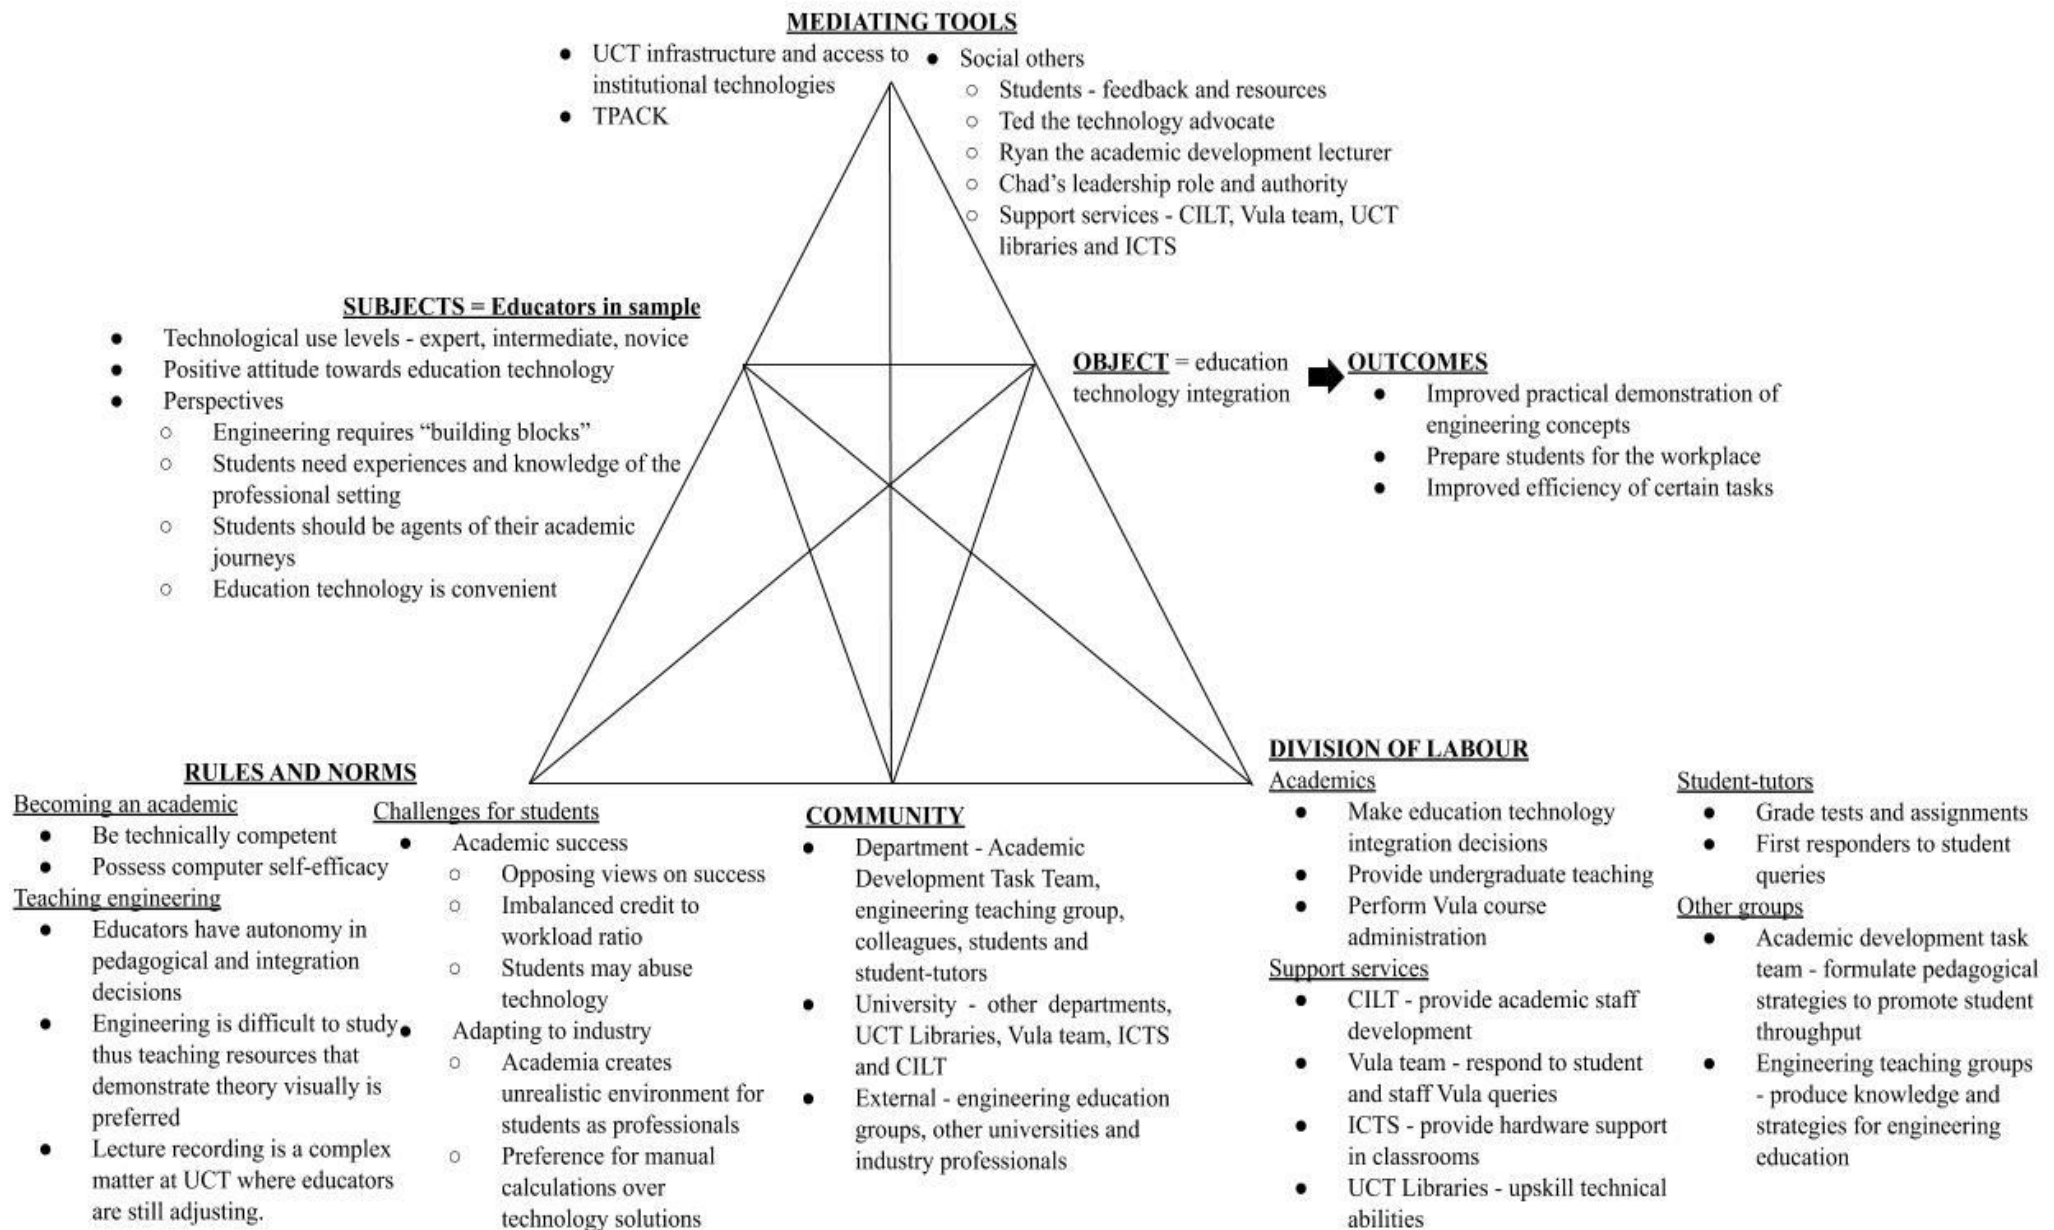 MEDIATING TOOLS
● UCT infrastructure and access to
institutional technologies
● TPACK
● Social others
○ Students - feedback and resources
○ Ted the technology advocate
○ Ryan the academic development lecturer
○ Chad’s leadership role and authority
○ Support services - CILT, Vula team, UCT
libraries and ICTS
SUBJECTS = Educators in sample
● Technological use levels - expert, intermediate, novice
● Positive attitude towards education technology
● Perspectives
○ Engineering requires “building blocks”
○ Students need experiences and knowledge of the
professional setting
○ Students should be agents of their academic
journeys
○ Education technology is convenient
OBJECT = education
technology integration
OUTCOMES
● Improved practical demonstration of
engineering concepts
● Prepare students for the workplace
● Improved efficiency of certain tasks
RULES AND NORMS
Becoming an academic
● Be technically competent
● Possess computer self-efficacy
Teaching engineering
● Educators have autonomy in
pedagogical and integration
decisions
● Engineering is difficult to study
thus teaching resources that
demonstrate theory visually is
preferred
● Lecture recording is a complex
matter at UCT where educators
are still adjusting.
Challenges for students
● Academic success
○ Opposing views on success
○ Imbalanced credit to
workload ratio
○ Students may abuse
technology
● Adapting to industry
○ Academia creates
unrealistic environment for
students as professionals
○ Preference for manual
calculations over
technology solutions
COMMUNITY
● Department - Academic
Development Task Team,
engineering teaching group,
colleagues, students and
student-tutors
● University - other departments,
UCT Libraries, Vula team, ICTS
and CILT
● External - engineering education
groups, other universities and
industry professionals
DIVISION OF LABOUR
Academics
● Make education technology
integration decisions
● Provide undergraduate teaching
● Perform Vula course
administration
Support services
● CILT - provide academic staff
development
● Vula team - respond to student
and staff Vula queries
● ICTS - provide hardware support
in classrooms
● UCT Libraries - upskill technical
abilities
Student-tutors
● Grade tests and assignments
● First responders to student
queries
Other groups
● Academic development task
team - formulate pedagogical
strategies to promote student
throughput
● Engineering teaching groups
- produce knowledge and
strategies for engineering
education